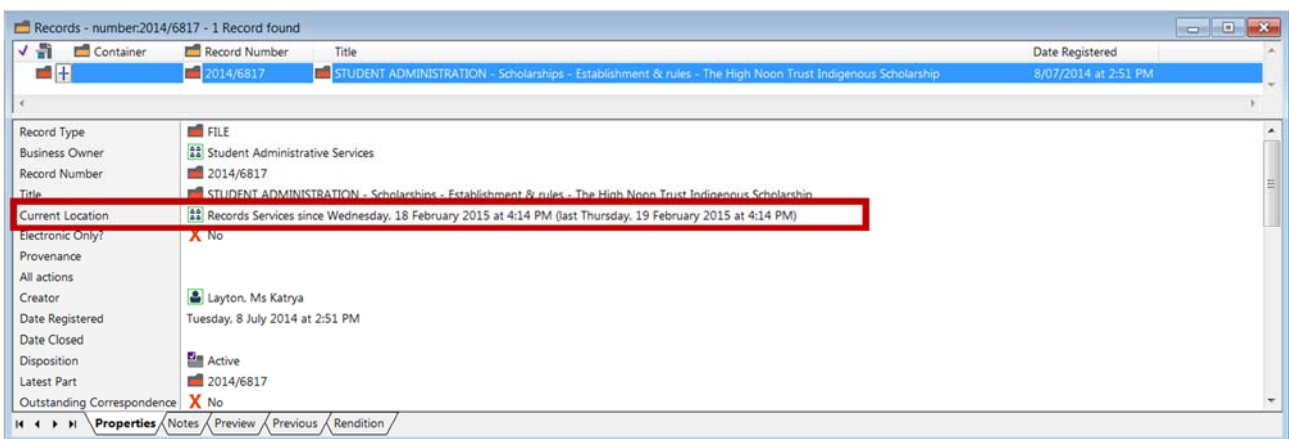 Records - number:2014/6817 - 1 Record found
Container Record Number Title Date Registered
2014/6817 STUDENT ADMINISTRATION - Scholarships - Establishment & rules - The High Noon Trust Indigenous Scholarship 8/07/2014 at 2:51 PM
Record Type FILE
Business Owner Student Administrative Services
Record Number 2014/6817
Title STUDENT ADMINISTRATION - Scholarships - Establishment & rules - The High Noon Trust Indigenous Scholarship
Current Location Records Services since Wednesday, 18 February 2015 at 4:14 PM (last Thursday, 19 February 2015 at 4:14 PM)
Electronic Only? No
Provenance
All actions
Creator Layton, Ms Katrya
Date Registered Tuesday, 8 July 2014 at 2:51 PM
Date Closed
Disposition Active
Latest Part 2014/6817
Outstanding Correspondence No
Properties Notes Preview Previous Rendition